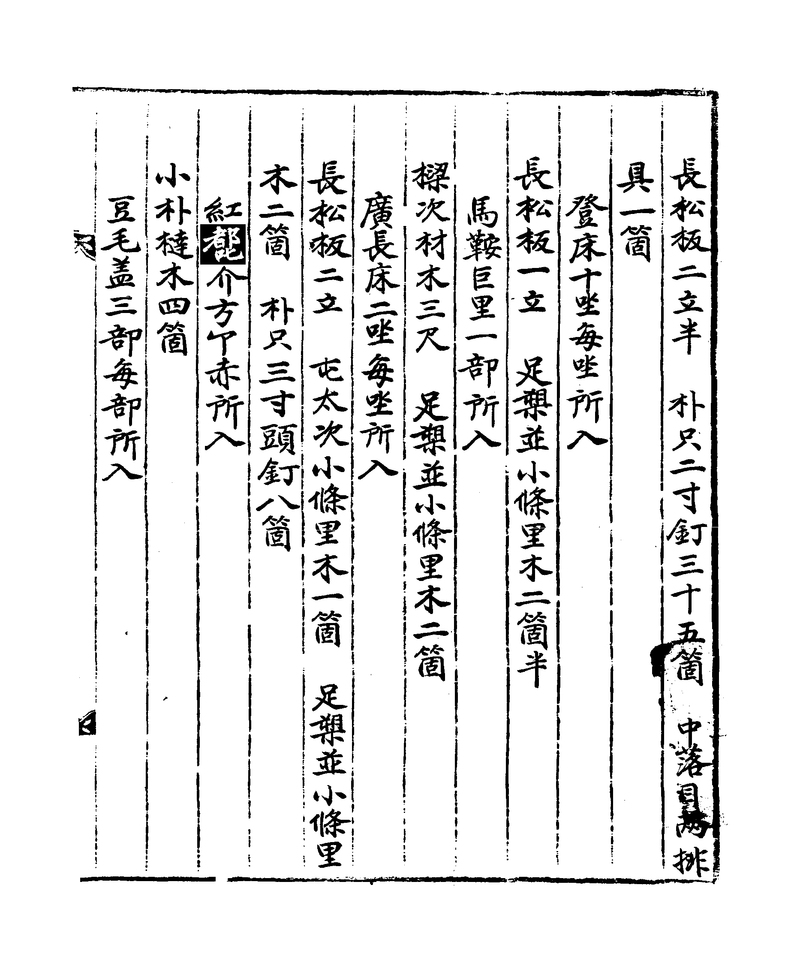 長松板二立半 朴只二寸釘三十五箇 中落目兩排
具一箇
登床十坐每坐所入
長松板一立 足槊並小條里木二箇半
馬鞍巨里一部所入
樑次材木三尺 足槊並小條里木二箇
廣長床二坐每坐所入
長松板二立 屯太次小條里木一箇 足槊並小條里
木二箇 朴只三寸頭釘八箇
紅都介方亇赤所入
小朴橽木四箇
豆毛盖三部每部所入